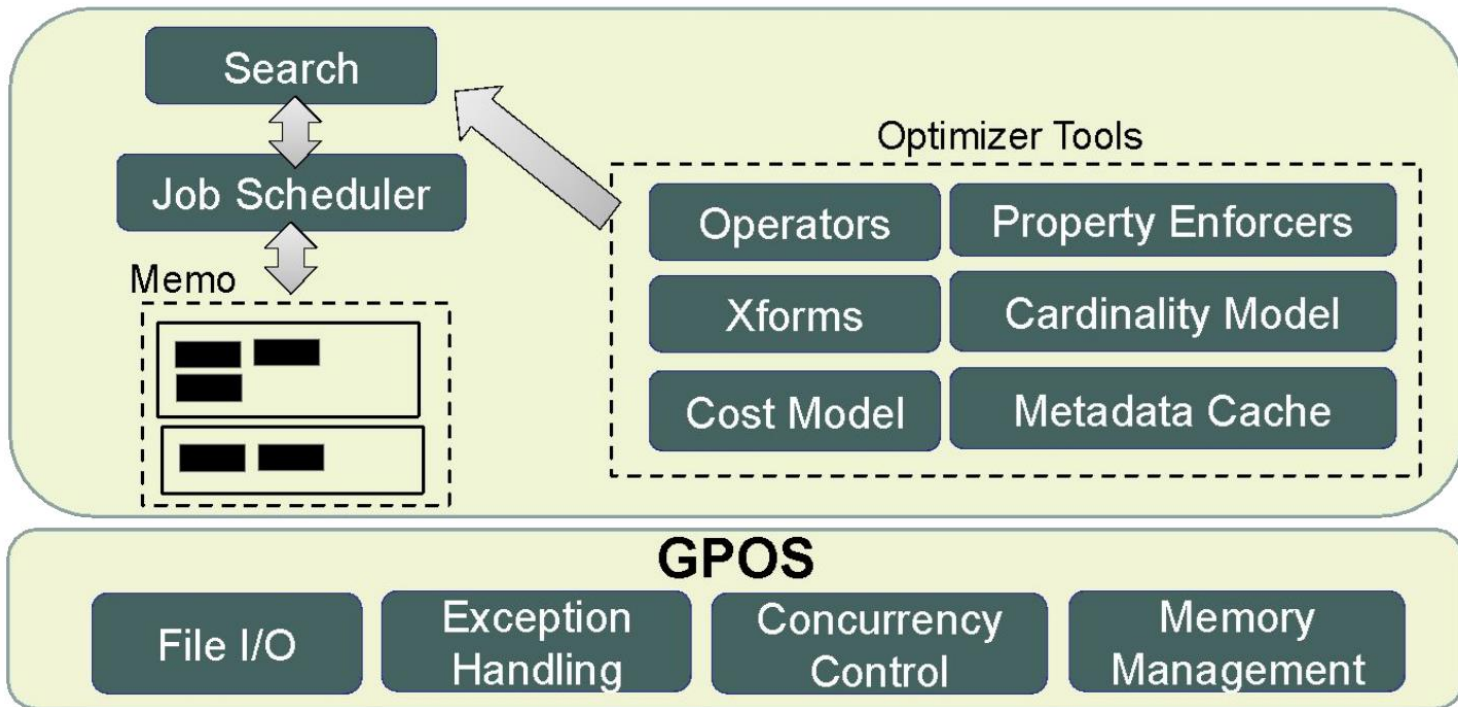 Search
Job Scheduler
Memo
Optimizer Tools
Operators
Property Enforcers
Xforms
Cardinality Model
Cost Model
Metadata Cache
GPOS
File I/O
Exception
Handling
Concurrency
Control
Memory
Management